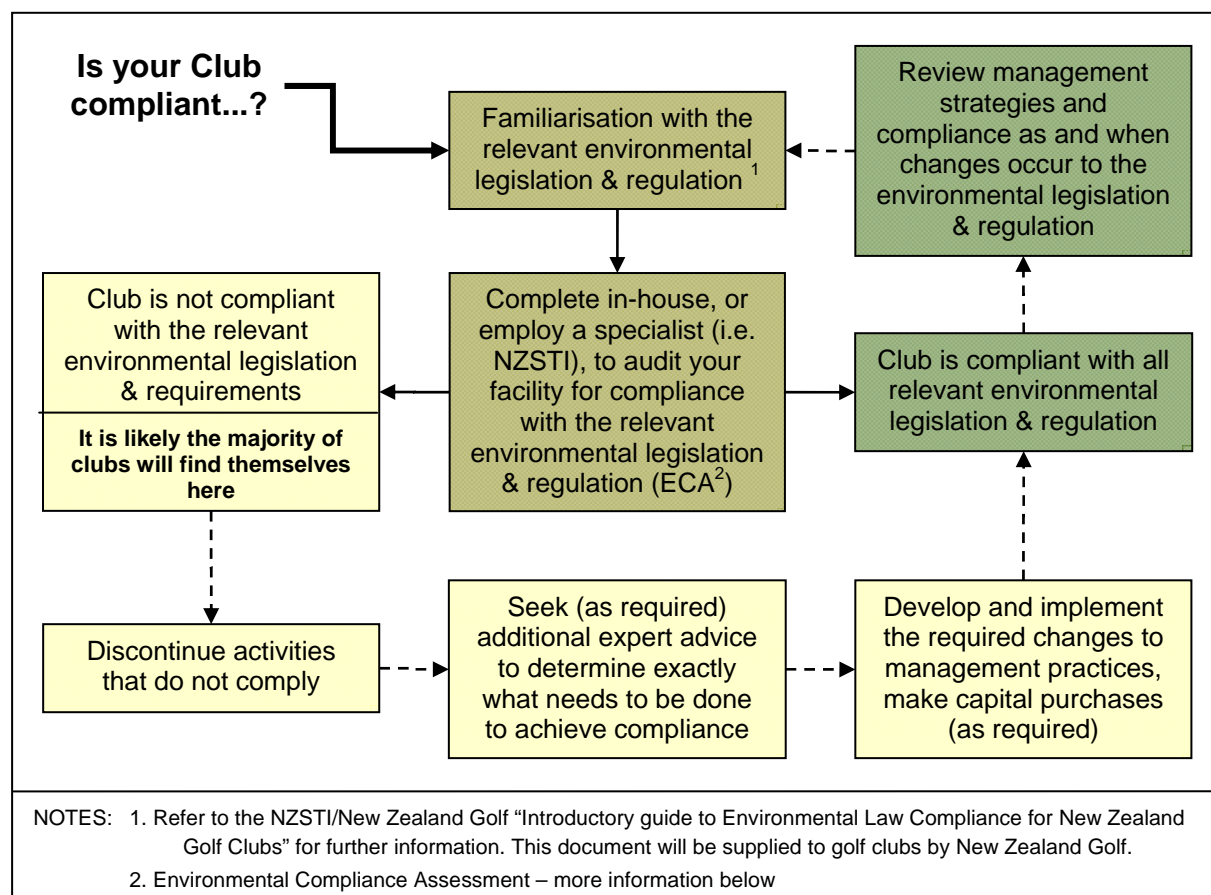 Is your Club
compliant...?
Familiarisation with the
relevant environmental
legislation & regulation 1
Review management
strategies and
compliance as and when
changes occur to the
environmental legislation
& regulation
Club is not compliant
with the relevant
environmental legislation
& requirements
It is likely the majority of
clubs will find themselves
here
Complete in-house, or
employ a specialist (i.e.
NZSTI), to audit your
facility for compliance
with the relevant
environmental legislation
& regulation (ECA2)
Club is compliant with all
relevant environmental
legislation & regulation
Discontinue activities
that do not comply
Seek (as required)
additional expert advice
to determine exactly
what needs to be done
to achieve compliance
Develop and implement
the required changes to
management practices,
make capital purchases
(as required)
NOTES: 1. Refer to the NZSTI/New Zealand Golf “Introductory guide to Environmental Law Compliance for New Zealand
Golf Clubs” for further information. This document will be supplied to golf clubs by New Zealand Golf.
2. Environmental Compliance Assessment – more information below